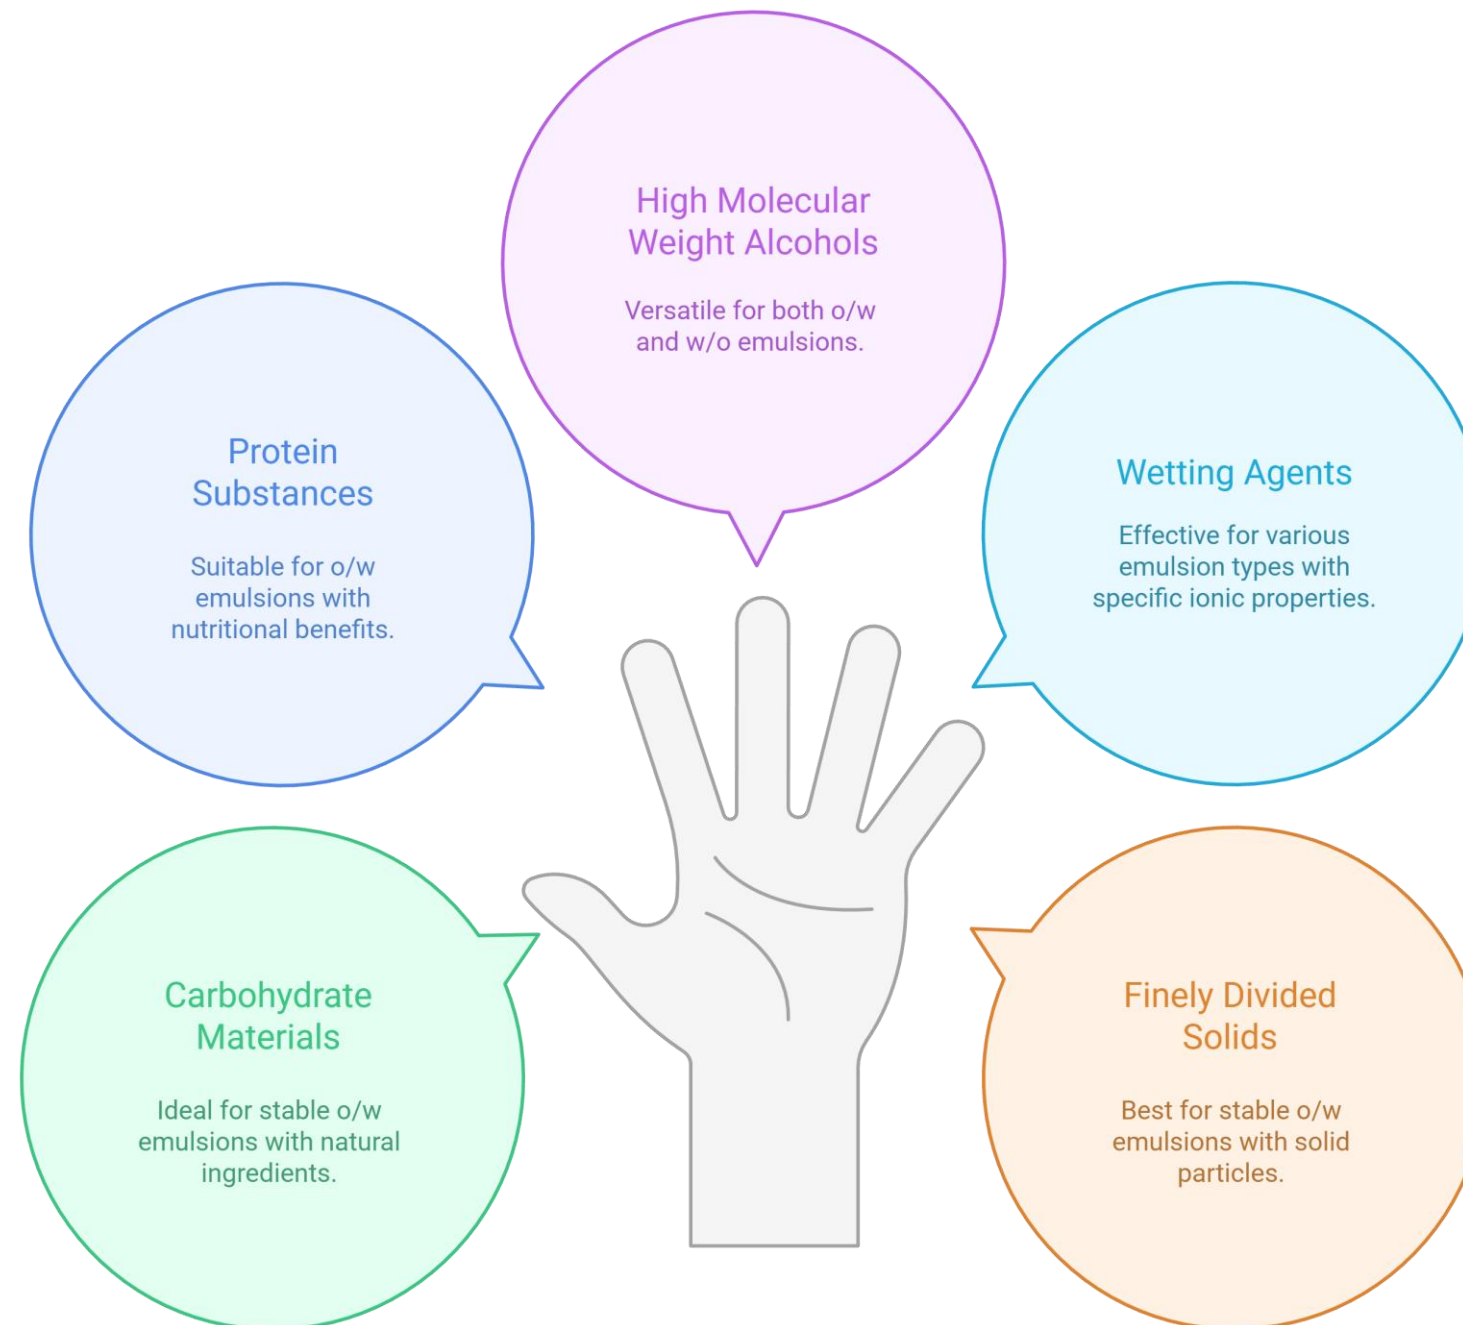 High Molecular
Weight Alcohols
Versatile for both o/w
and w/o emulsions.
Protein
Substances
Suitable for o/w
emulsions with
nutritional benefits.
Wetting Agents
Effective for various
emulsion types with
specific ionic properties.
Carbohydrate
Materials
Ideal for stable o/w
emulsions with natural
ingredients.
Finely Divided
Solids
Best for stable o/w
emulsions with solid
particles.